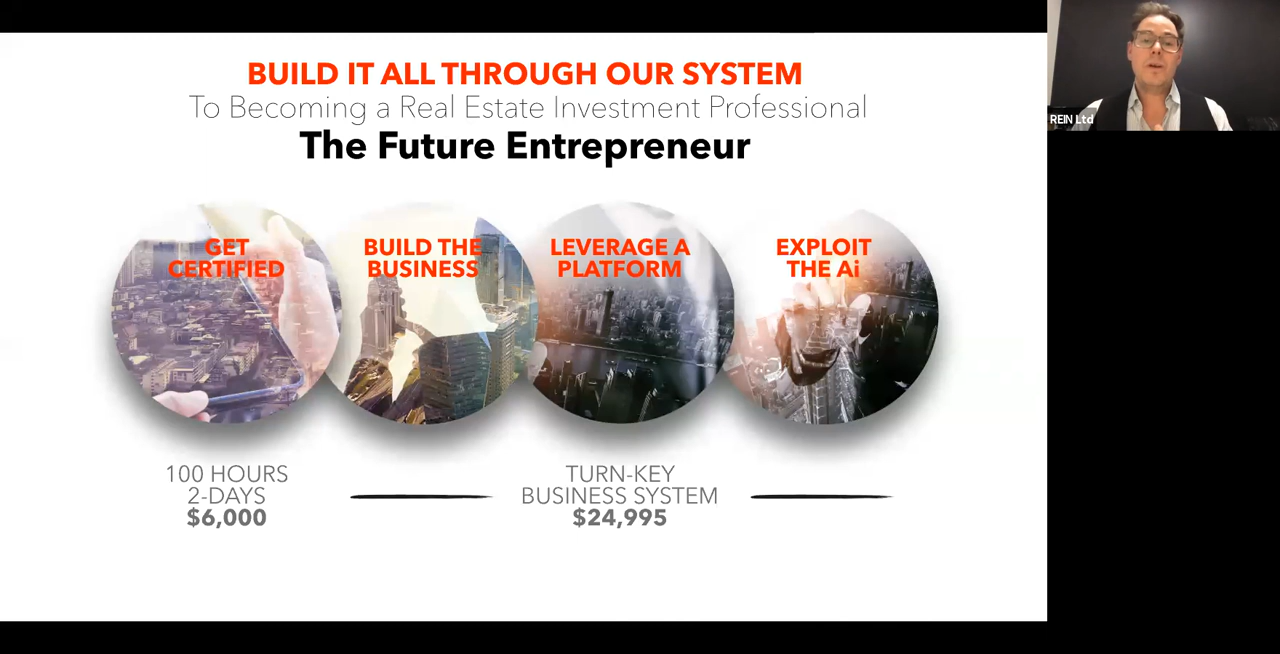 BUILD IT ALL THROUGH OUR SYSTEM
To Becoming a Real Estate Investment Professional
The Future Entrepreneur
GET
CERTIFIED
BUILD THE
BUSINESS
LEVERAGE A
PLATFORM
EXPLOIT
THE Ai
100 HOURS
2-DAYS
$6,000
TURN-KEY
BUSINESS SYSTEM
$24,995
REIN Ltd